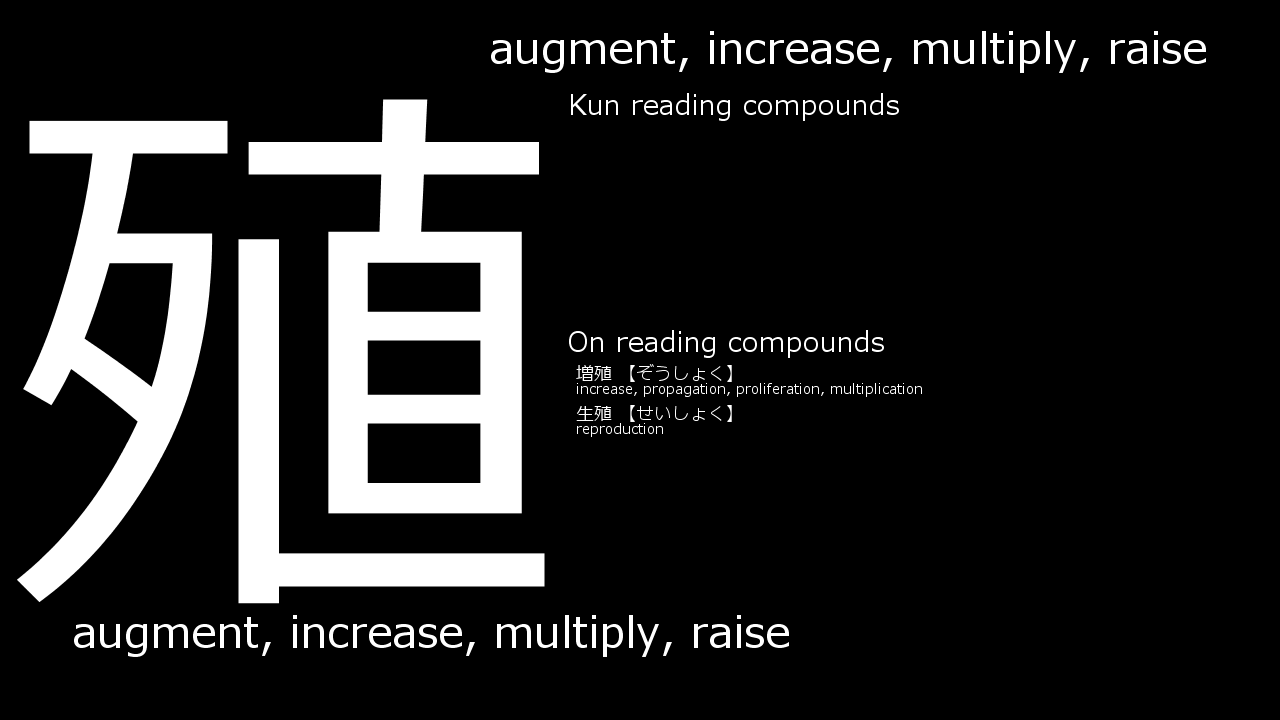 augment, increase, multiply, raise
Kun reading compounds
殖
On reading compounds
増殖 【ぞうしょく】
increase, propagation, proliferation, multiplication
生殖 【せいしょく】
reproduction
augment, increase, multiply, raise